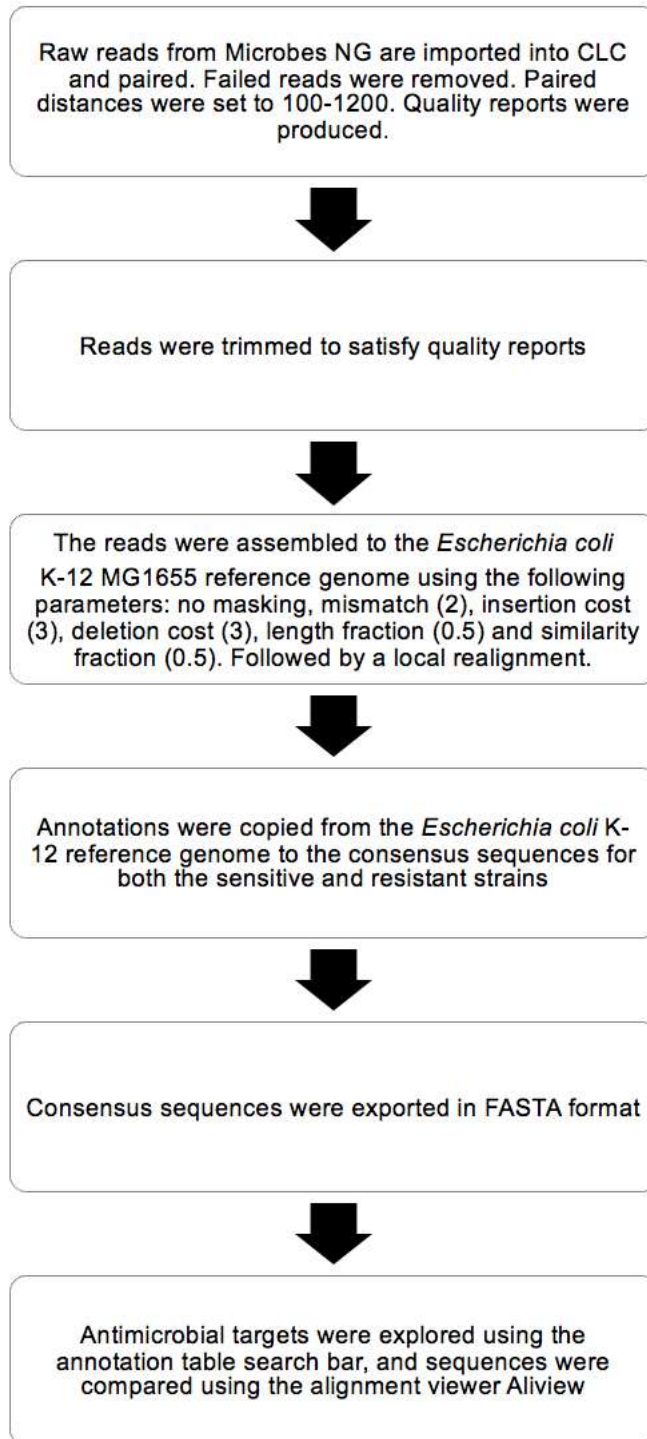 Raw reads from Microbes NG are imported into CLC
and paired. Failed reads were removed. Paired
distances were set to 100-1200. Quality reports were
produced.
Reads were trimmed to satisfy quality reports
The reads were assembled to the Escherichia coli
K-12 MG1655 reference genome using the following
parameters: no masking, mismatch (2), insertion cost
(3), deletion cost (3), length fraction (0.5) and similarity
fraction (0.5). Followed by a local realignment.
Annotations were copied from the Escherichia coli K-
12 reference genome to the consensus sequences for
both the sensitive and resistant strains
Consensus sequences were exported in FASTA format
Antimicrobial targets were explored using the
annotation table search bar, and sequences were
compared using the alignment viewer Aliview